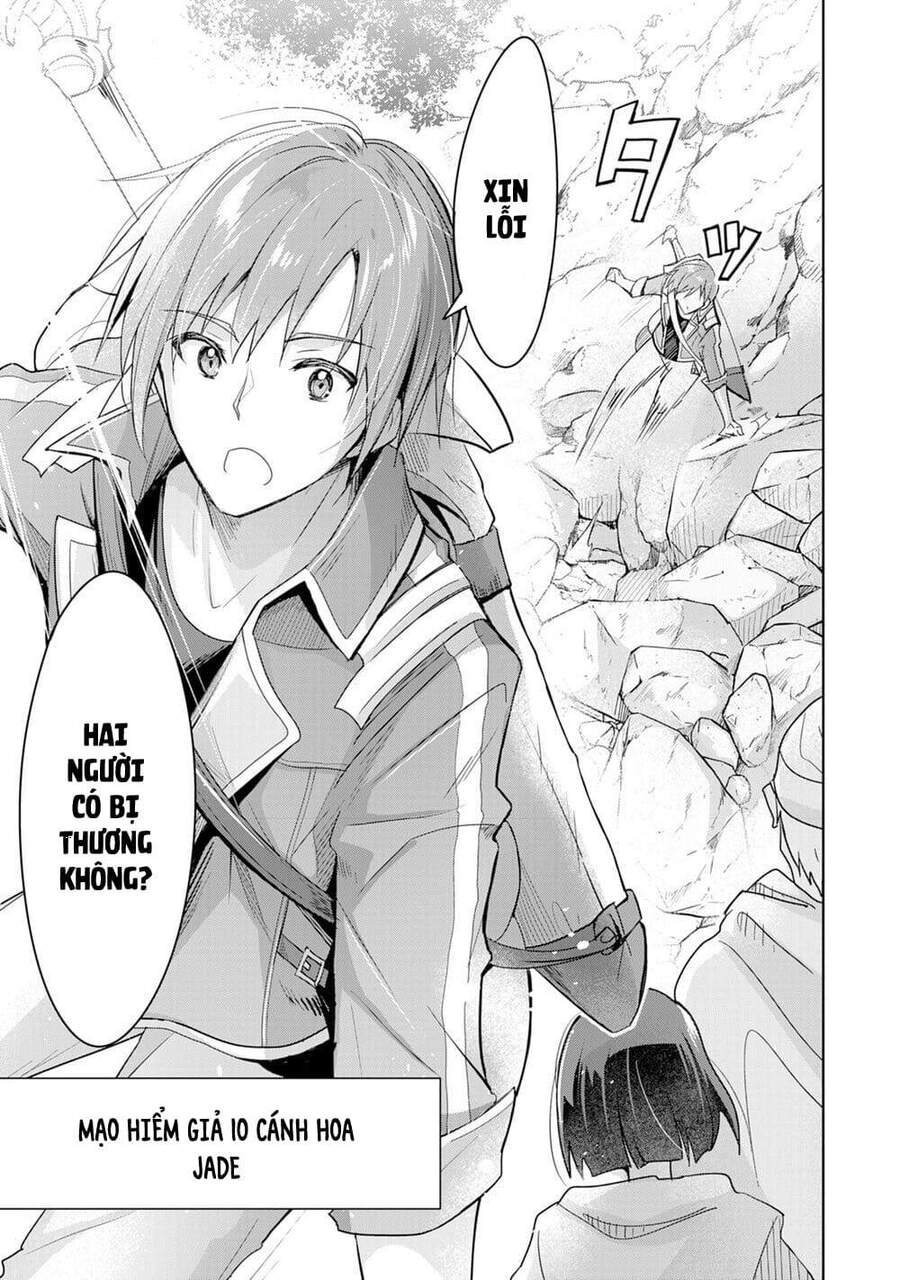 XIN
LỖI
タッ
HAI
NGƯỜI
CÓ BỊ
THƯƠNG
KHÔNG?
MẠO HIỂM GIẢ 10 CÁNH HOA
JADE